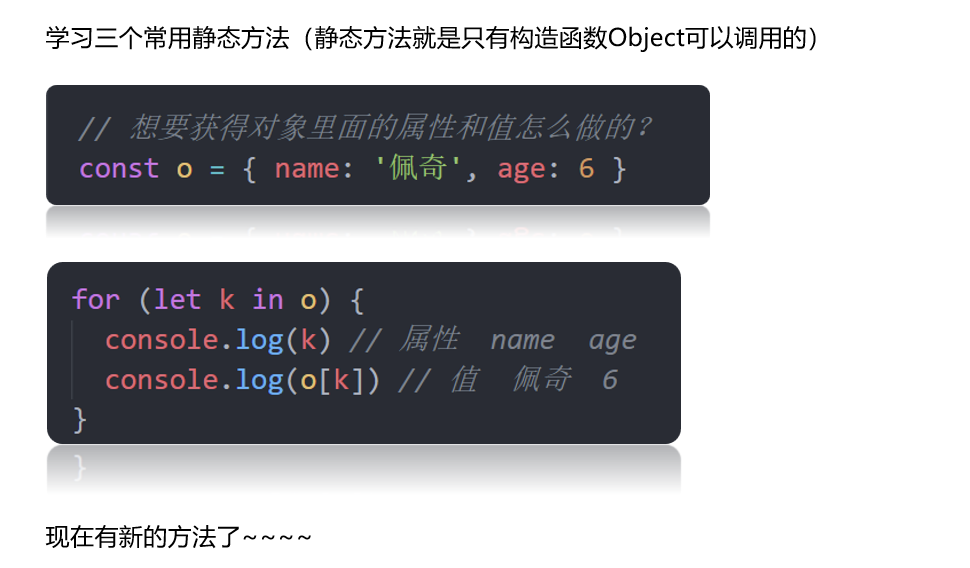 学习三个常用静态方法（静态方法就是只有构造函数Object可以调用的）
// 想要获得对象里面的属性和值怎么做的？
const o = { name: '佩奇', age: 6 }
for (let k in o) {
  console.log(k) // 属性  name  age
  console.log(o[k]) // 值  佩奇  6
}
现在有新的方法了~~~~